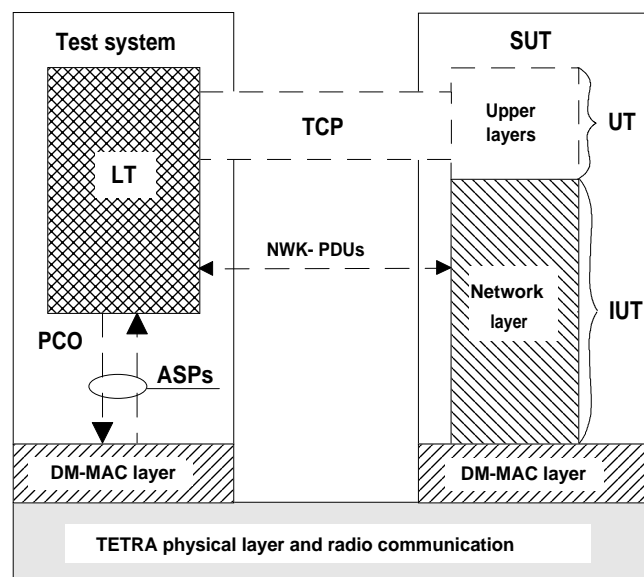 Test system
SUT
LT
TCP
Upper
layers
UT
NWK- PDUs
Network
layer
IUT
PCO
ASPs
DM-MAC layer
DM-MAC layer
TETRA physical layer and radio communication